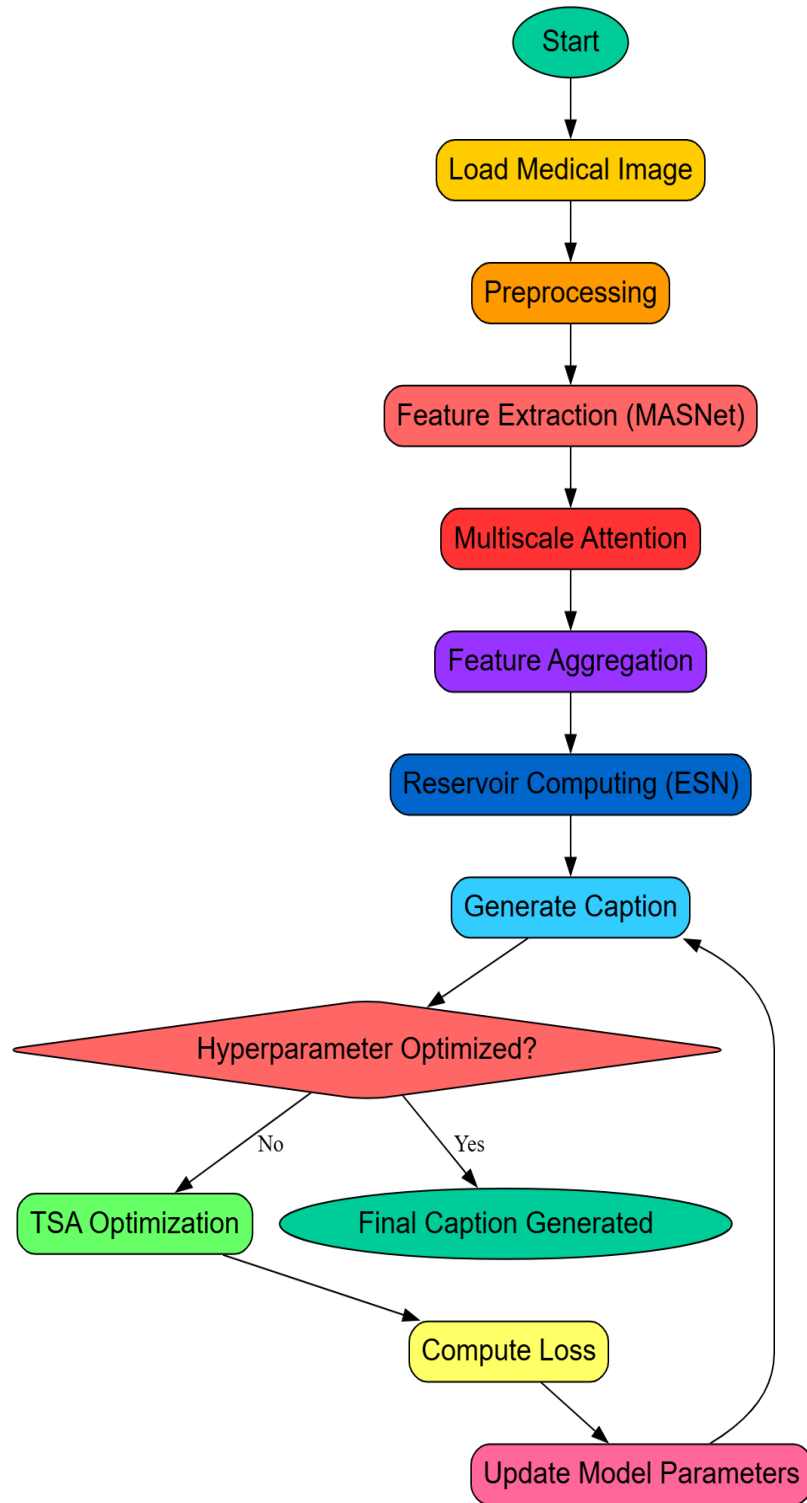 Start
Load Medical Image
Preprocessing
Feature Extraction (MASNet)
Multiscale Attention
Feature Aggregation
Reservoir Computing (ESN)
Generate Caption
Hyperparameter Optimized?
No
Yes
TSA Optimization
Final Caption Generated
Compute Loss
Update Model Parameters